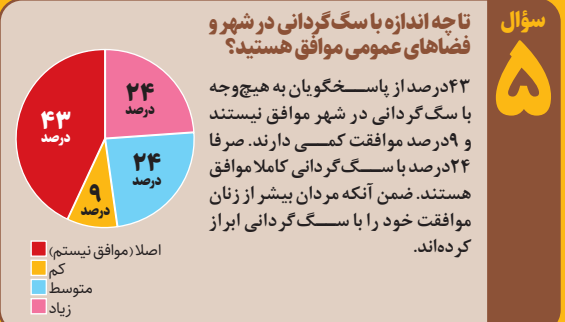 سؤال
۵
تا چه اندازه با سگ‌گردانی در شهر و
فضاهای عمومی موافق هستید؟
۴۳درصد از پاسخگویان به هیچ‌وجه
با سگ‌گردانی در شهر موافق نیستند
و ۹درصد موافقت کمی دارند. صرفا
۲۴درصد با سگ‌گردانی کاملا موافق
هستند. ضمن آنکه مردان بیشتر از زنان
موافقت خود را با سگ‌گردانی ابراز
کرده‌اند.
۲۴
درصد
۴۳
درصد
۲۴
درصد
۹
درصد
اصلا (موافق نیستم)
کم
متوسط
زیاد